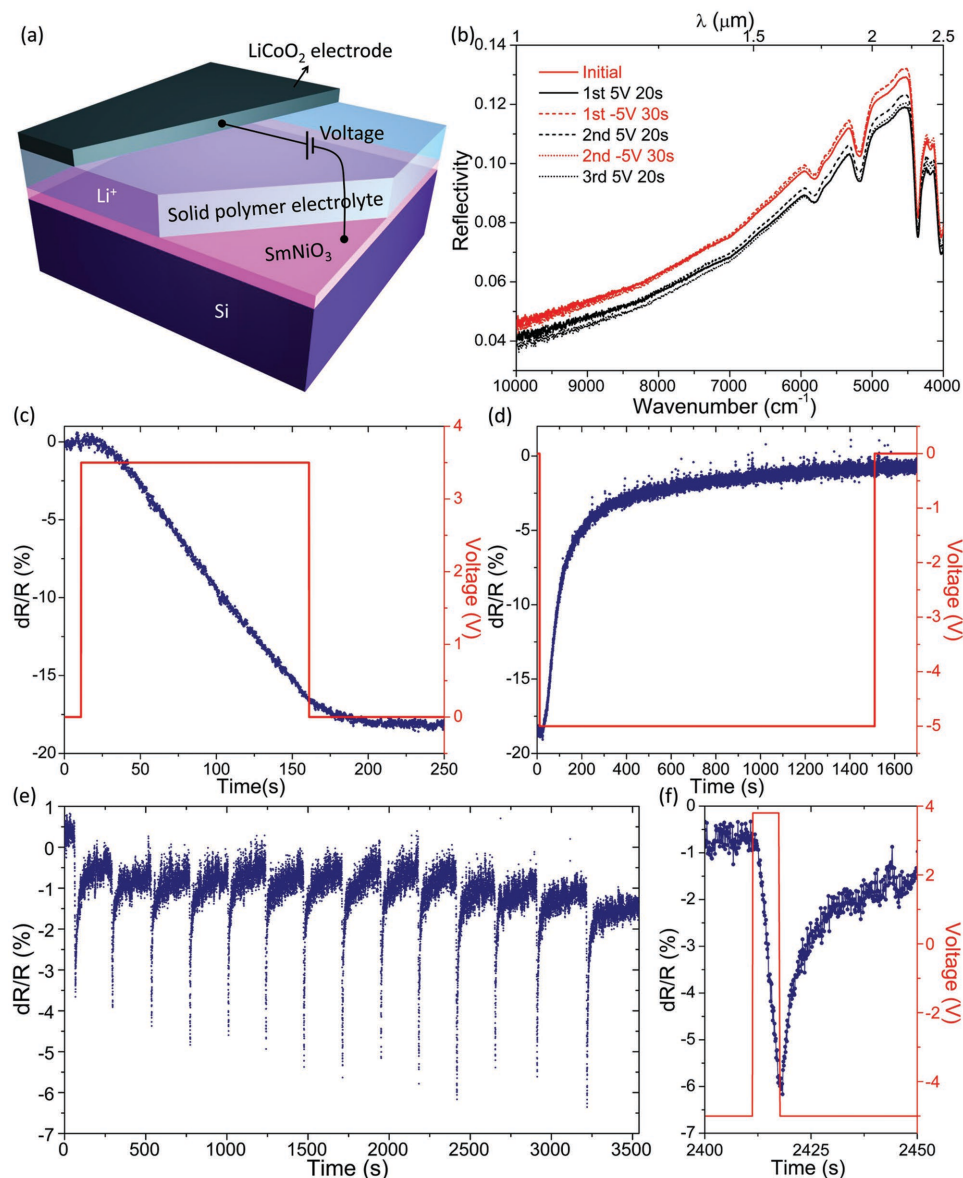 (a)
LiCoO₂ electrode
Voltage
Li⁺
Solid polymer electrolyte
SmNiO₃
Si
(b)
λ (μm)
1 1.5 2 2.5
0.14
0.12
0.10
0.08
0.06
0.04
Reflectivity
Initial
1st 5V 20s
1st -5V 30s
2nd 5V 20s
2nd -5V 30s
3rd 5V 20s
10000 9000 8000 7000 6000 5000 4000
Wavenumber (cm⁻¹)
(c)
0
-5
-10
-15
-20
dR/R (%)
4
3
2
1
0
Voltage (V)
0 50 100 150 200 250
Time(s)
(d)
0
-5
-10
-15
-20
dR/R (%)
0
-1
-2
-3
-4
-5
Voltage (V)
0 200 400 600 800 1000 1200 1400 1600
Time (s)
(e)
1
0
-1
-2
-3
-4
-5
-6
-7
dR/R (%)
0 250 500 750 1000 1250 1500 1750 2000 2250 2500 2750 3000 3250 3500
Time (s)
(f)
0
-1
-2
-3
-4
-5
-6
-7
dR/R (%)
4
2
0
-2
-4
Voltage (V)
2400 2425 2450
Time (s)